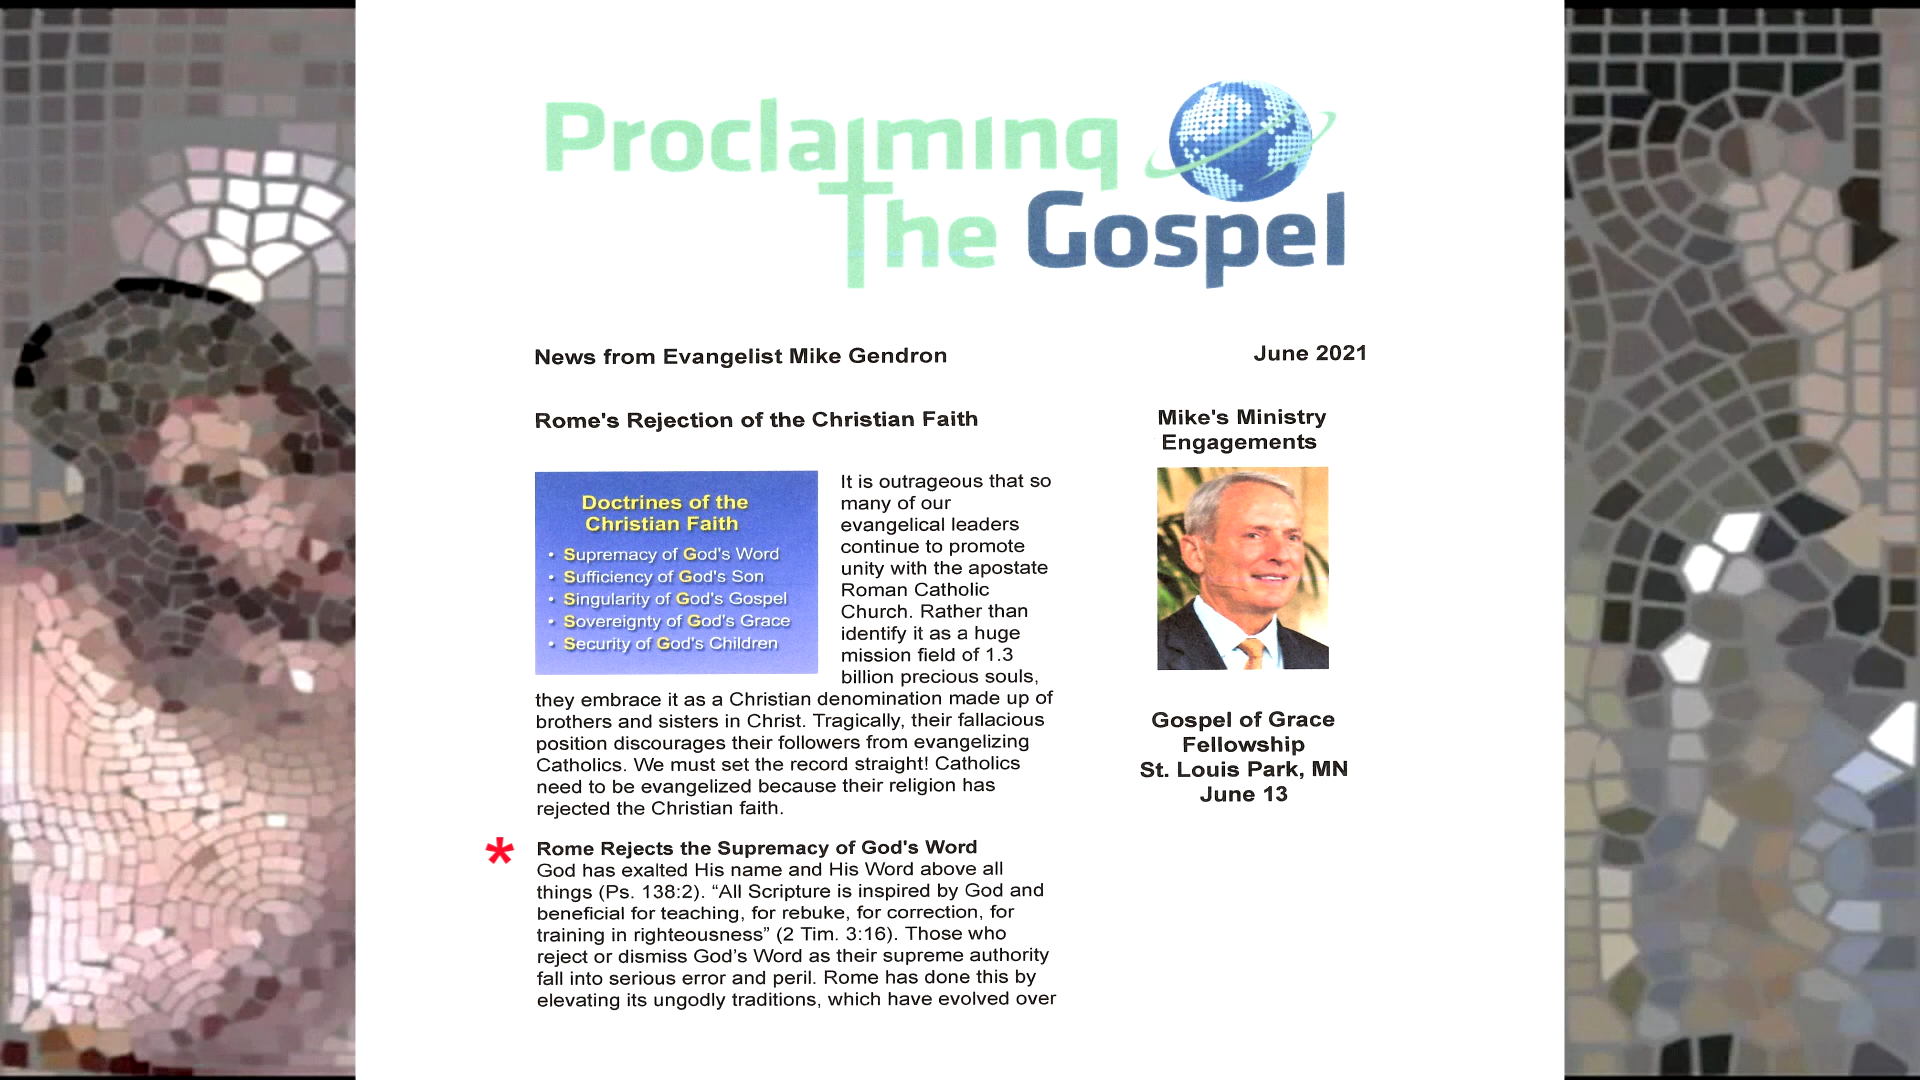 Proclaiming
the Gospel
News from Evangelist Mike Gendron
June 2021
Rome's Rejection of the Christian Faith
Doctrines of the
Christian Faith
• Supremacy of God's Word
• Sufficiency of God's Son
• Singularity of God's Gospel
• Sovereignty of God's Grace
• Security of God's Children
It is outrageous that so
many of our
evangelical leaders
continue to promote
unity with the apostate
Roman Catholic
Church. Rather than
identify it as a huge
mission field of 1.3
billion precious souls,
they embrace it as a Christian denomination made up of
brothers and sisters in Christ. Tragically, their fallacious
position discourages their followers from evangelizing
Catholics. We must set the record straight! Catholics
need to be evangelized because their religion has
rejected the Christian faith.
* Rome Rejects the Supremacy of God's Word
God has exalted His name and His Word above all
things (Ps. 138:2). “All Scripture is inspired by God and
beneficial for teaching, for rebuke, for correction, for
training in righteousness” (2 Tim. 3:16). Those who
reject or dismiss God’s Word as their supreme authority
fall into serious error and peril. Rome has done this by
elevating its ungodly traditions, which have evolved over
Mike's Ministry
Engagements
Gospel of Grace
Fellowship
St. Louis Park, MN
June 13